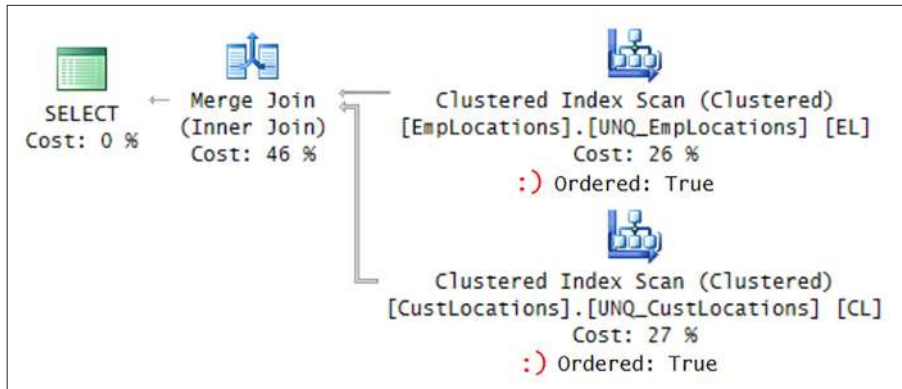 SELECT
Cost: 0 %
Merge Join
(Inner Join)
Cost: 46 %
Clustered Index Scan (Clustered)
[EmpLocations].[UNQ_EmpLocations] [EL]
Cost: 26 %
:) Ordered: True
Clustered Index Scan (Clustered)
[CustLocations].[UNQ_CustLocations] [CL]
Cost: 27 %
:) Ordered: True